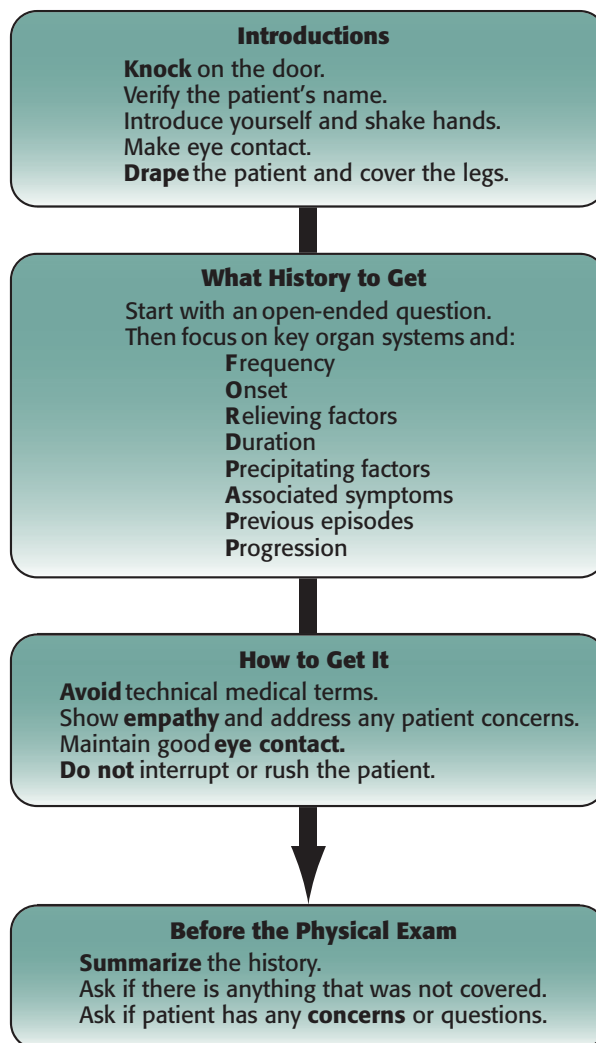 Introductions
Knock on the door.
Verify the patient’s name.
Introduce yourself and shake hands.
Make eye contact.
Drape the patient and cover the legs.
What History to Get
Start with an open-ended question.
Then focus on key organ systems and:
Frequency
Onset
Relieving factors
Duration
Precipitating factors
Associated symptoms
Previous episodes
Progression
How to Get It
Avoid technical medical terms.
Show empathy and address any patient concerns.
Maintain good eye contact.
Do not interrupt or rush the patient.
Before the Physical Exam
Summarize the history.
Ask if there is anything that was not covered.
Ask if patient has any concerns or questions.